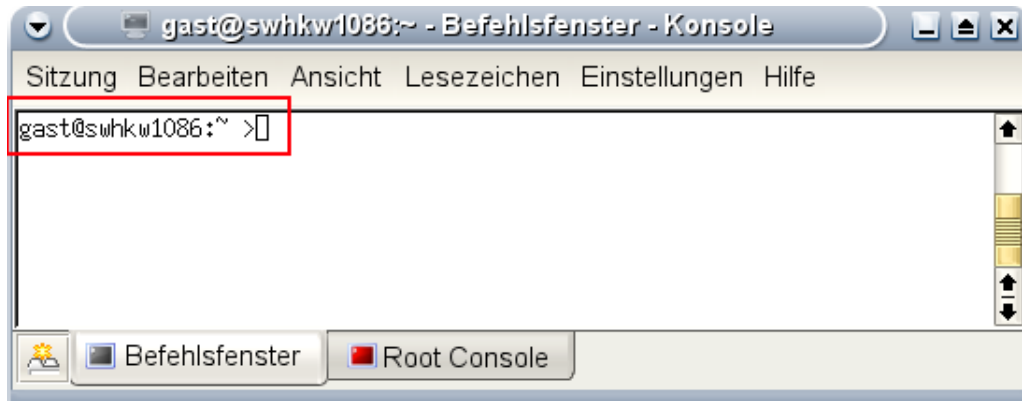 gast@swhkw1086:~ - Befehlsfenster - Konsole
Sitzung Bearbeiten Ansicht Lesezeichen Einstellungen Hilfe
gast@swhkw1086:~ >
Befehlsfenster Root Console